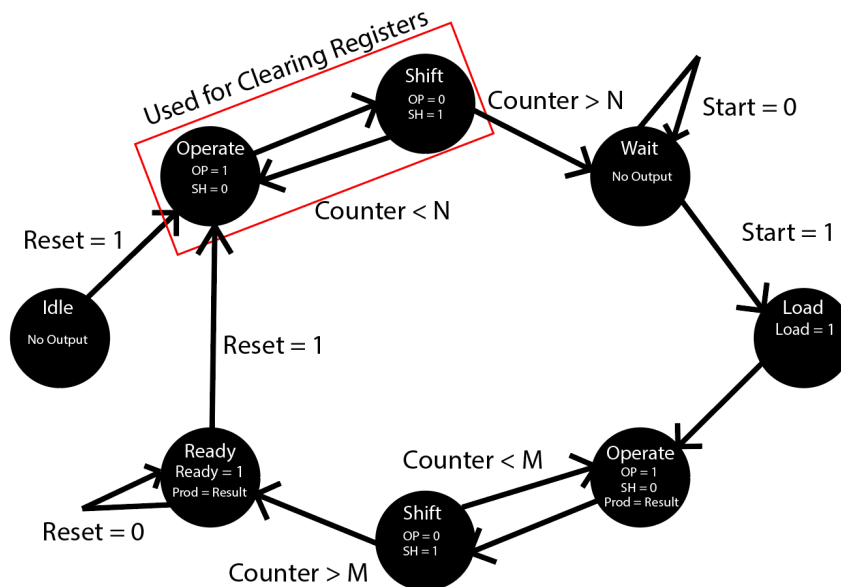 Used for Clearing Registers
Shift
OP = 0
SH = 1
Counter > N
Start = 0
Operate
OP = 1
SH = 0
Wait
No Output
Counter < N
Reset = 1
Start = 1
Idle
No Output
Load
Load = 1
Reset = 1
Ready
Ready = 1
Prod = Result
Counter < M
Operate
OP = 1
SH = 0
Prod = Result
Reset = 0
Shift
OP = 0
SH = 1
Counter > M